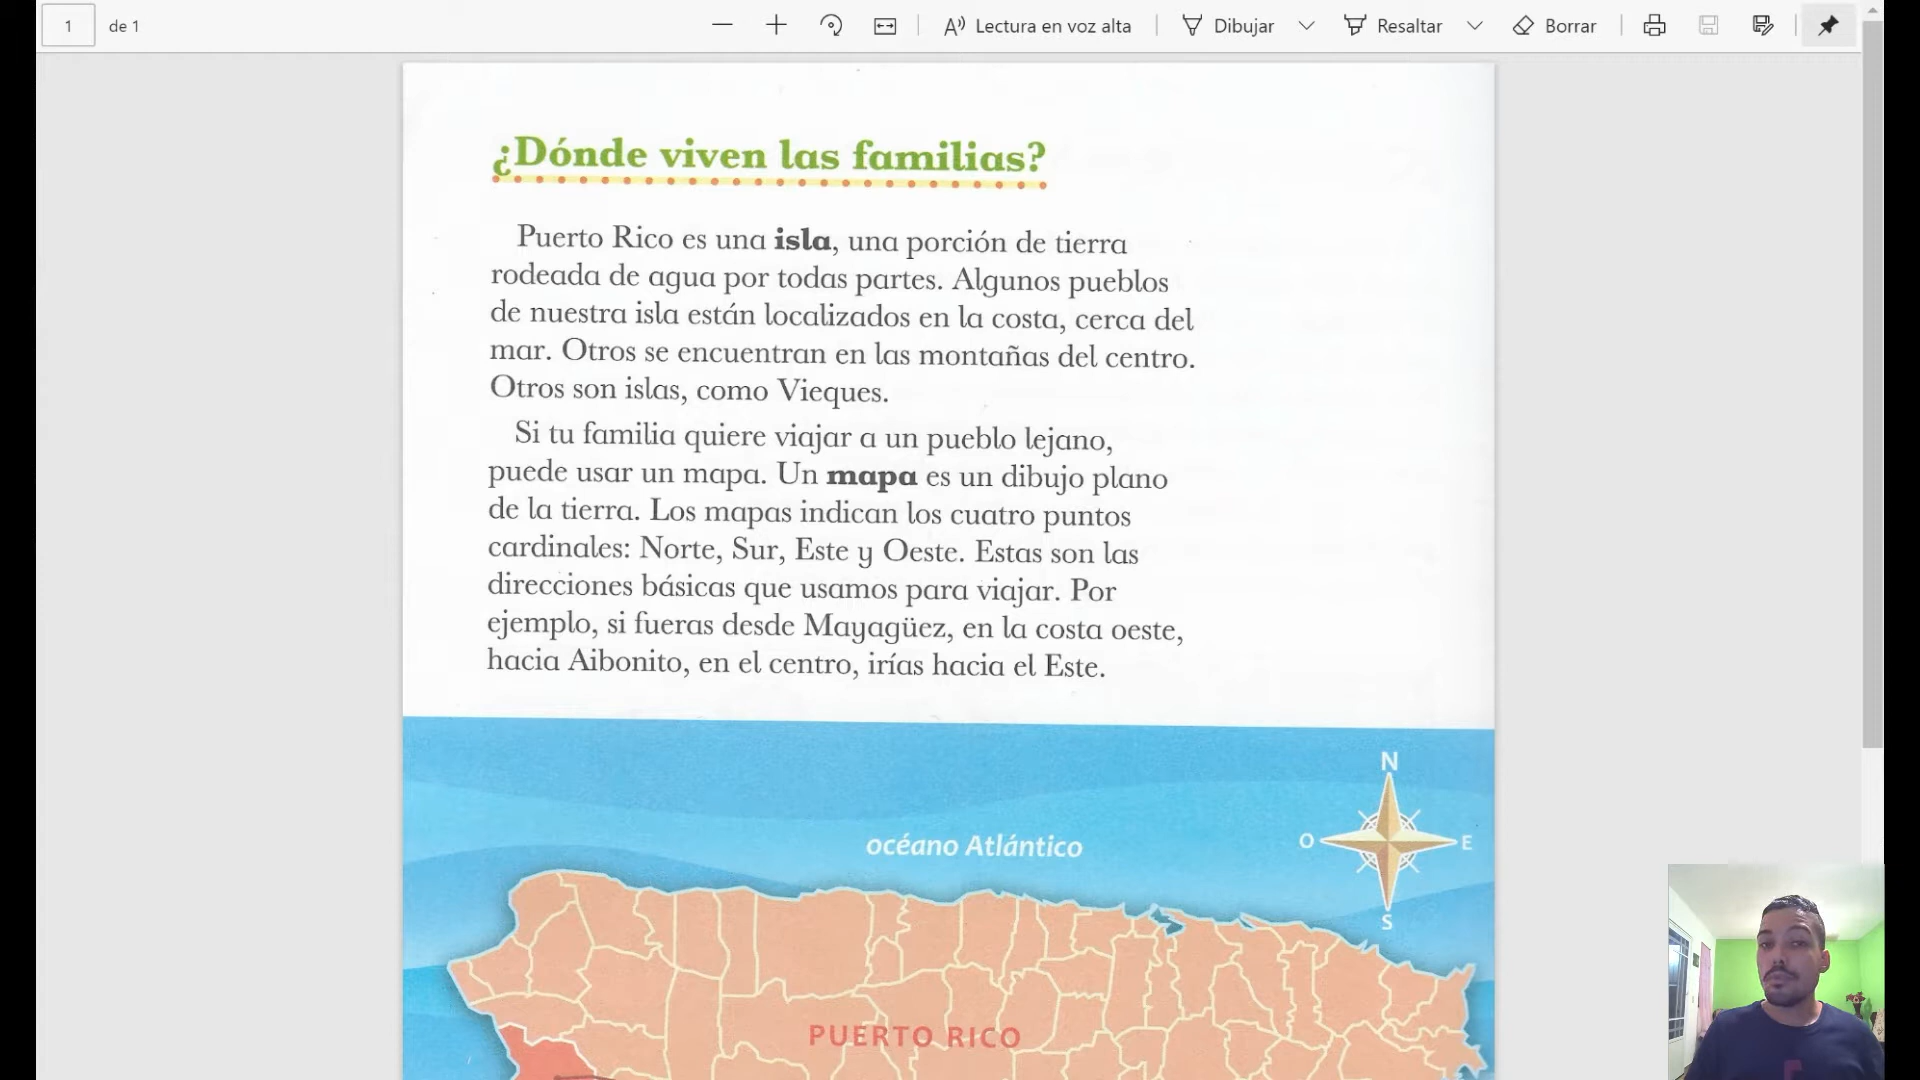 1 de 1 Lectura en voz alta Dibujar Resaltar Borrar
¿Dónde viven las familias?
Puerto Rico es una isla, una porción de tierra
rodeada de agua por todas partes. Algunos pueblos
de nuestra isla están localizados en la costa, cerca del
mar. Otros se encuentran en las montañas del centro.
Otros son islas, como Vieques.
Si tu familia quiere viajar a un pueblo lejano,
puede usar un mapa. Un mapa es un dibujo plano
de la tierra. Los mapas indican los cuatro puntos
cardinales: Norte, Sur, Este y Oeste. Estas son las
direcciones básicas que usamos para viajar. Por
ejemplo, si fueras desde Mayagüez, en la costa oeste,
hacia Aibonito, en el centro, irías hacia el Este.
N
océano Atlántico
O E
S
PUERTO RICO